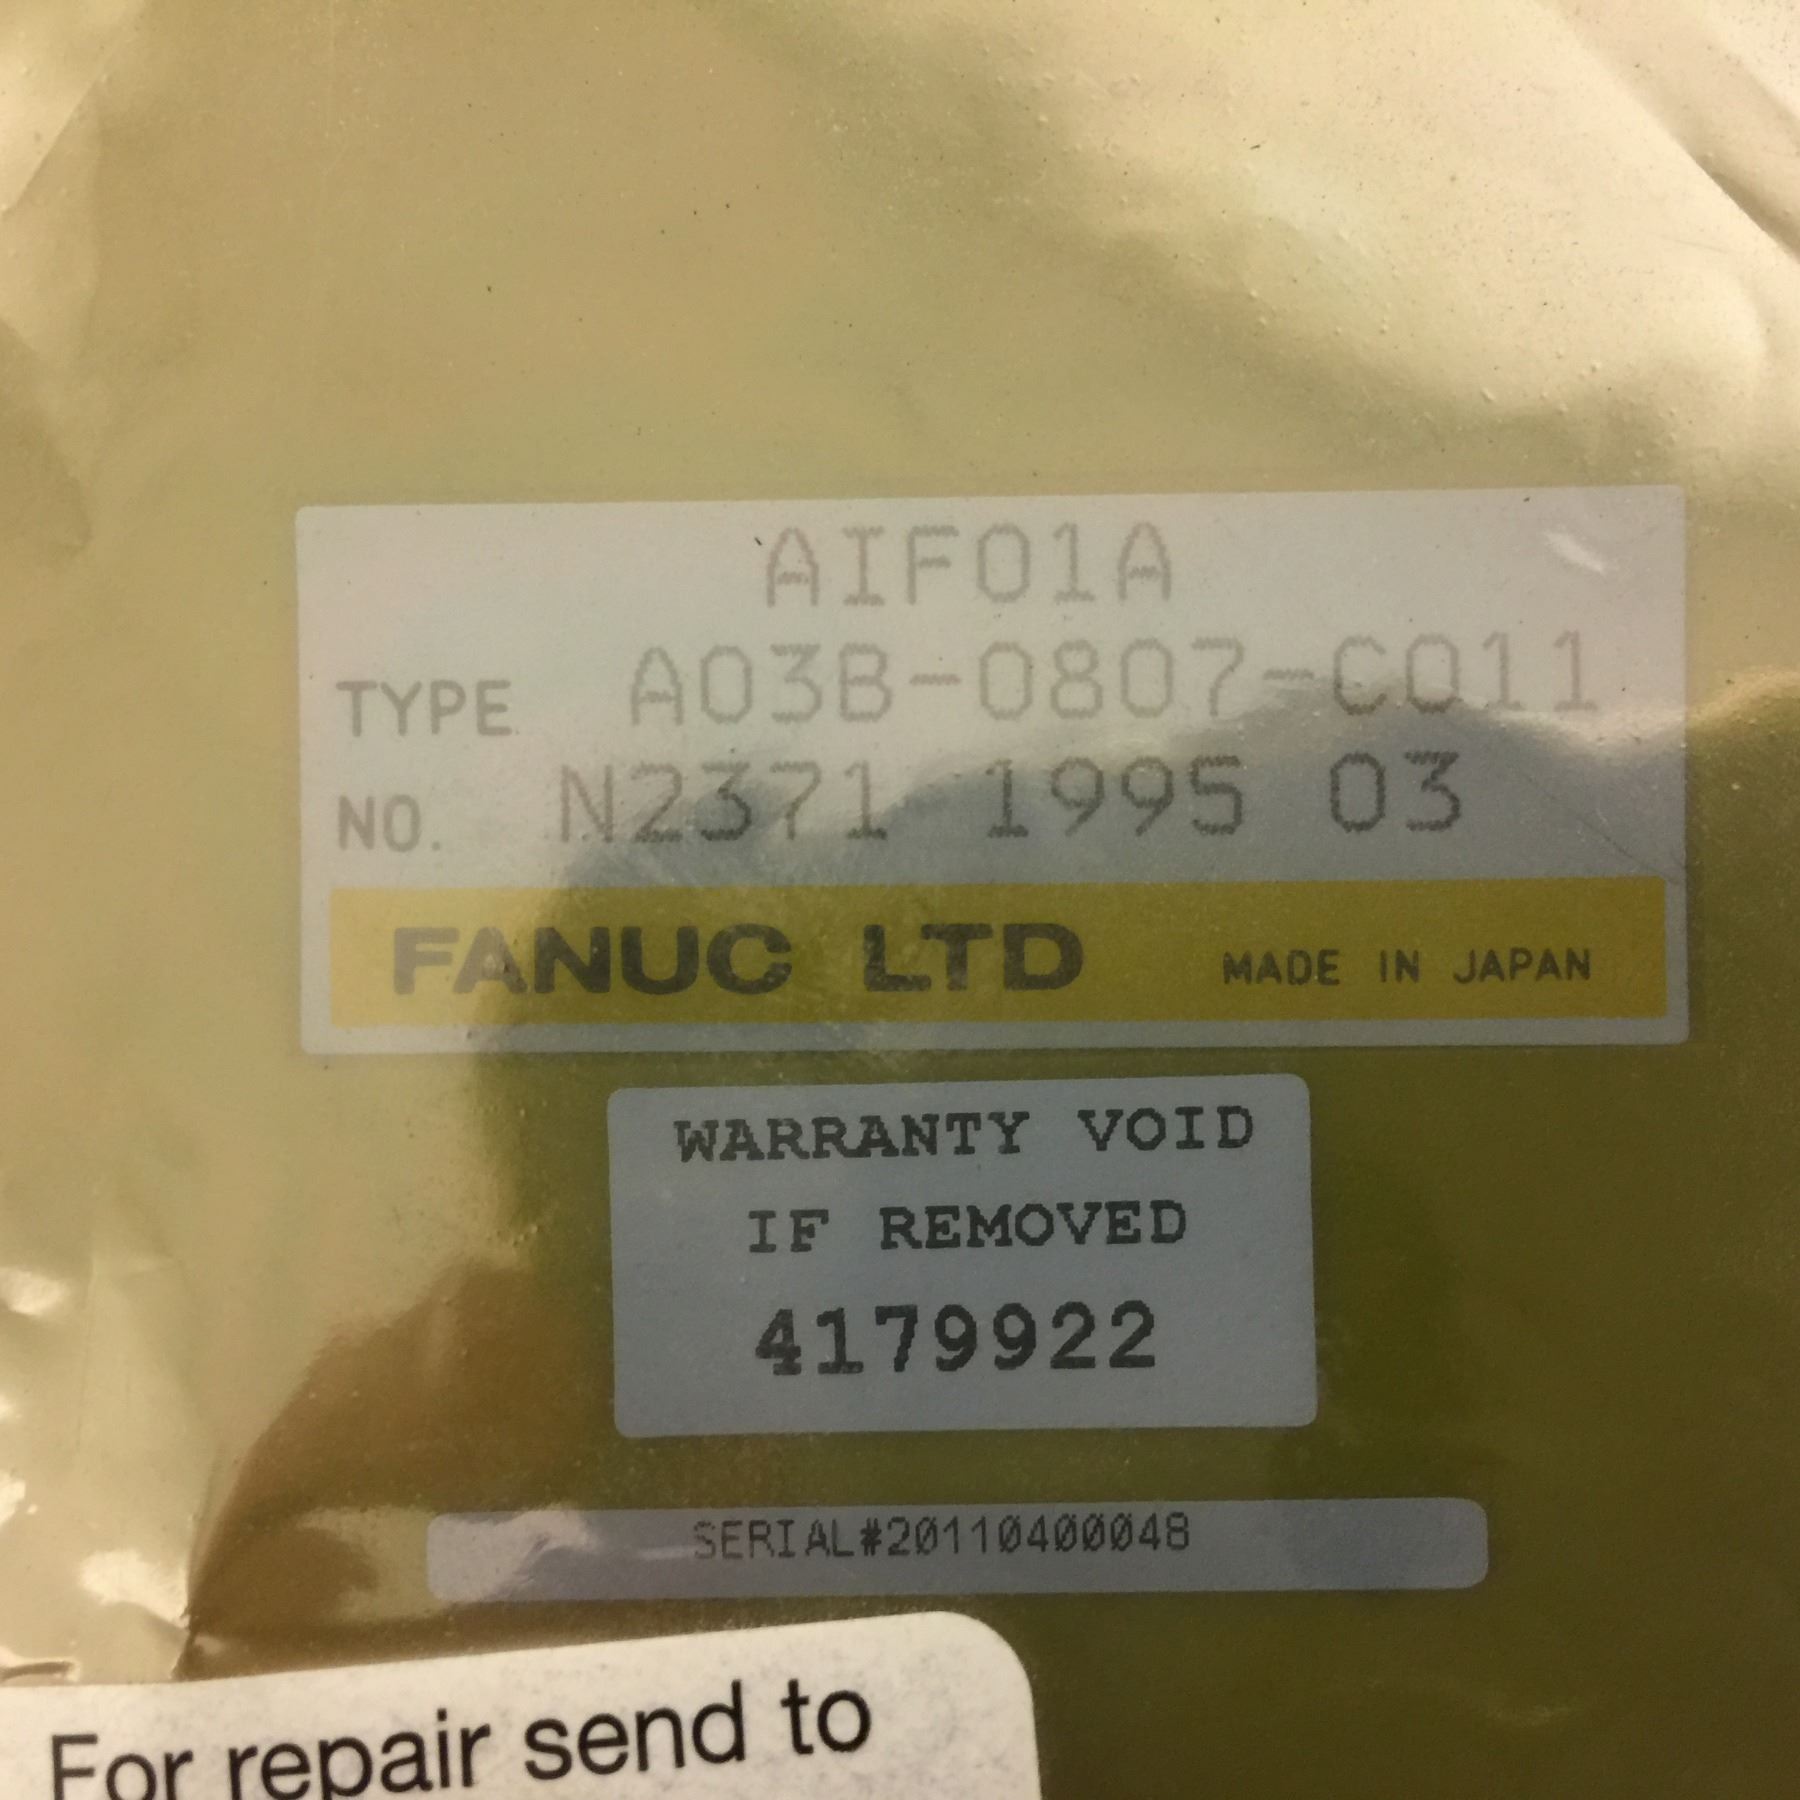 AIF01A
TYPE A03B-0807-C011
NO. N2371 1995 03
FANUC LTD MADE IN JAPAN
WARRANTY VOID
IF REMOVED
4179922
SERIAL#20110400048
For repair send to